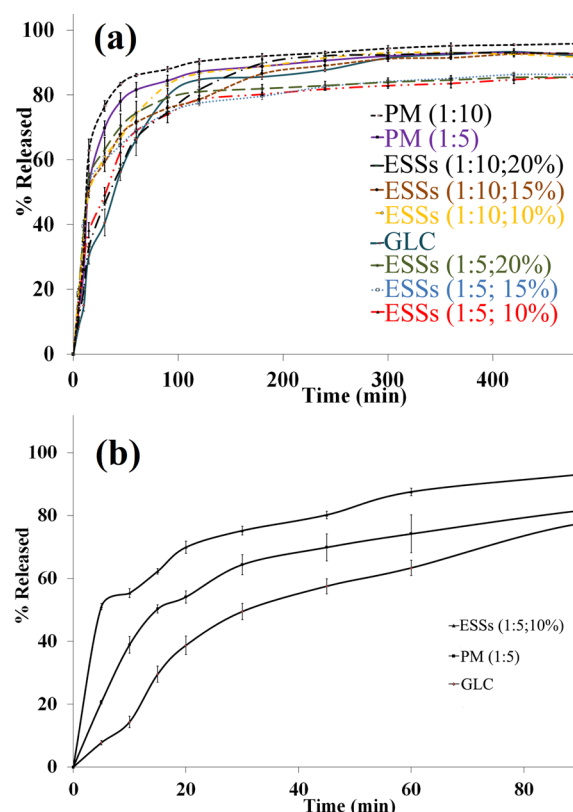 (a)
100
80
60
40
20
0
% Released
PM (1:10)
PM (1:5)
ESSs (1:10;20%)
ESSs (1:10;15%)
ESSs (1:10;10%)
GLC
ESSs (1:5;20%)
ESSs (1:5; 15%)
ESSs (1:5; 10%)
0 100 200 300 400
Time (min)
(b)
100
80
60
40
20
0
% Released
ESSs (1:5;10%)
PM (1:5)
GLC
0 20 40 60 80
Time (min)